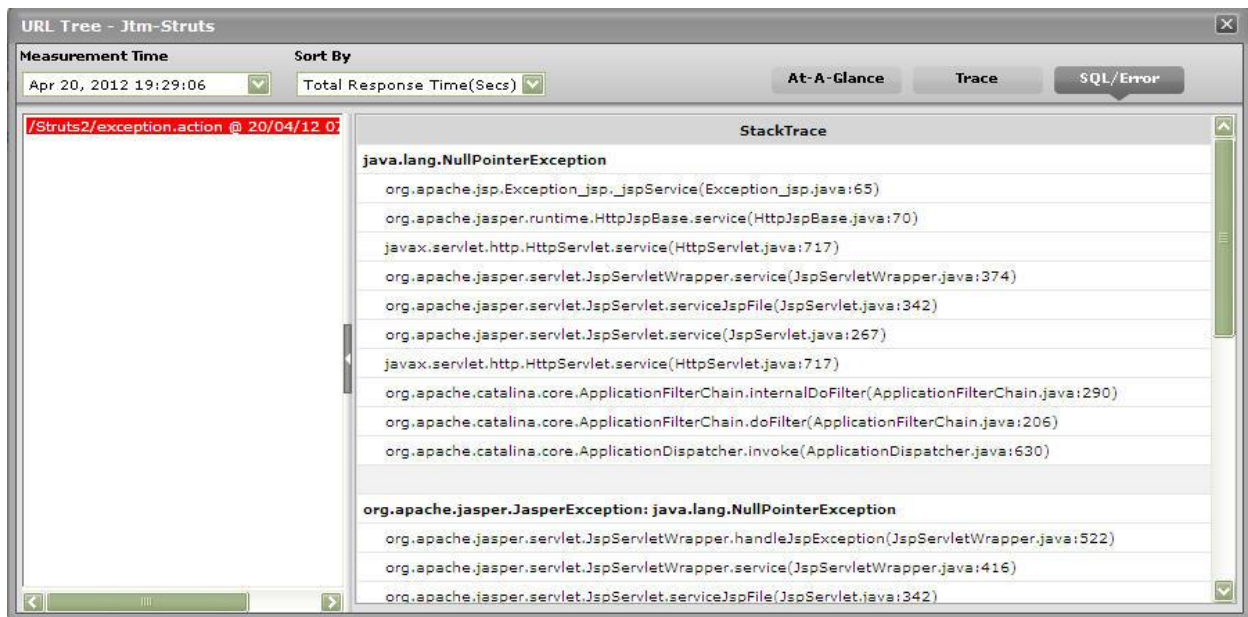 URL Tree - Jtm-Struts
Measurement Time
Sort By
Apr 20, 2012 19:29:06
Total Response Time(Secs)
At-A-Glance
Trace
SQL/Error
/Struts2/exception.action @ 20/04/12 07
StackTrace
java.lang.NullPointerException
org.apache.jsp.Exception_jsp._jspService(Exception_jsp.java:65)
org.apache.jasper.runtime.HttpJspBase.service(HttpJspBase.java:70)
javax.servlet.http.HttpServlet.service(HttpServlet.java:717)
org.apache.jasper.servlet.JspServletWrapper.service(JspServletWrapper.java:374)
org.apache.jasper.servlet.JspServlet.serviceJspFile(JspServlet.java:342)
org.apache.jasper.servlet.JspServlet.service(JspServlet.java:267)
javax.servlet.http.HttpServlet.service(HttpServlet.java:717)
org.apache.catalina.core.ApplicationFilterChain.internalDoFilter(ApplicationFilterChain.java:290)
org.apache.catalina.core.ApplicationFilterChain.doFilter(ApplicationFilterChain.java:206)
org.apache.catalina.core.ApplicationDispatcher.invoke(ApplicationDispatcher.java:630)
org.apache.jasper.JasperException: java.lang.NullPointerException
org.apache.jasper.servlet.JspServletWrapper.handleJspException(JspServletWrapper.java:522)
org.apache.jasper.servlet.JspServletWrapper.service(JspServletWrapper.java:416)
org.apache.jasper.servlet.JspServlet.serviceJspFile(JspServlet.java:342)